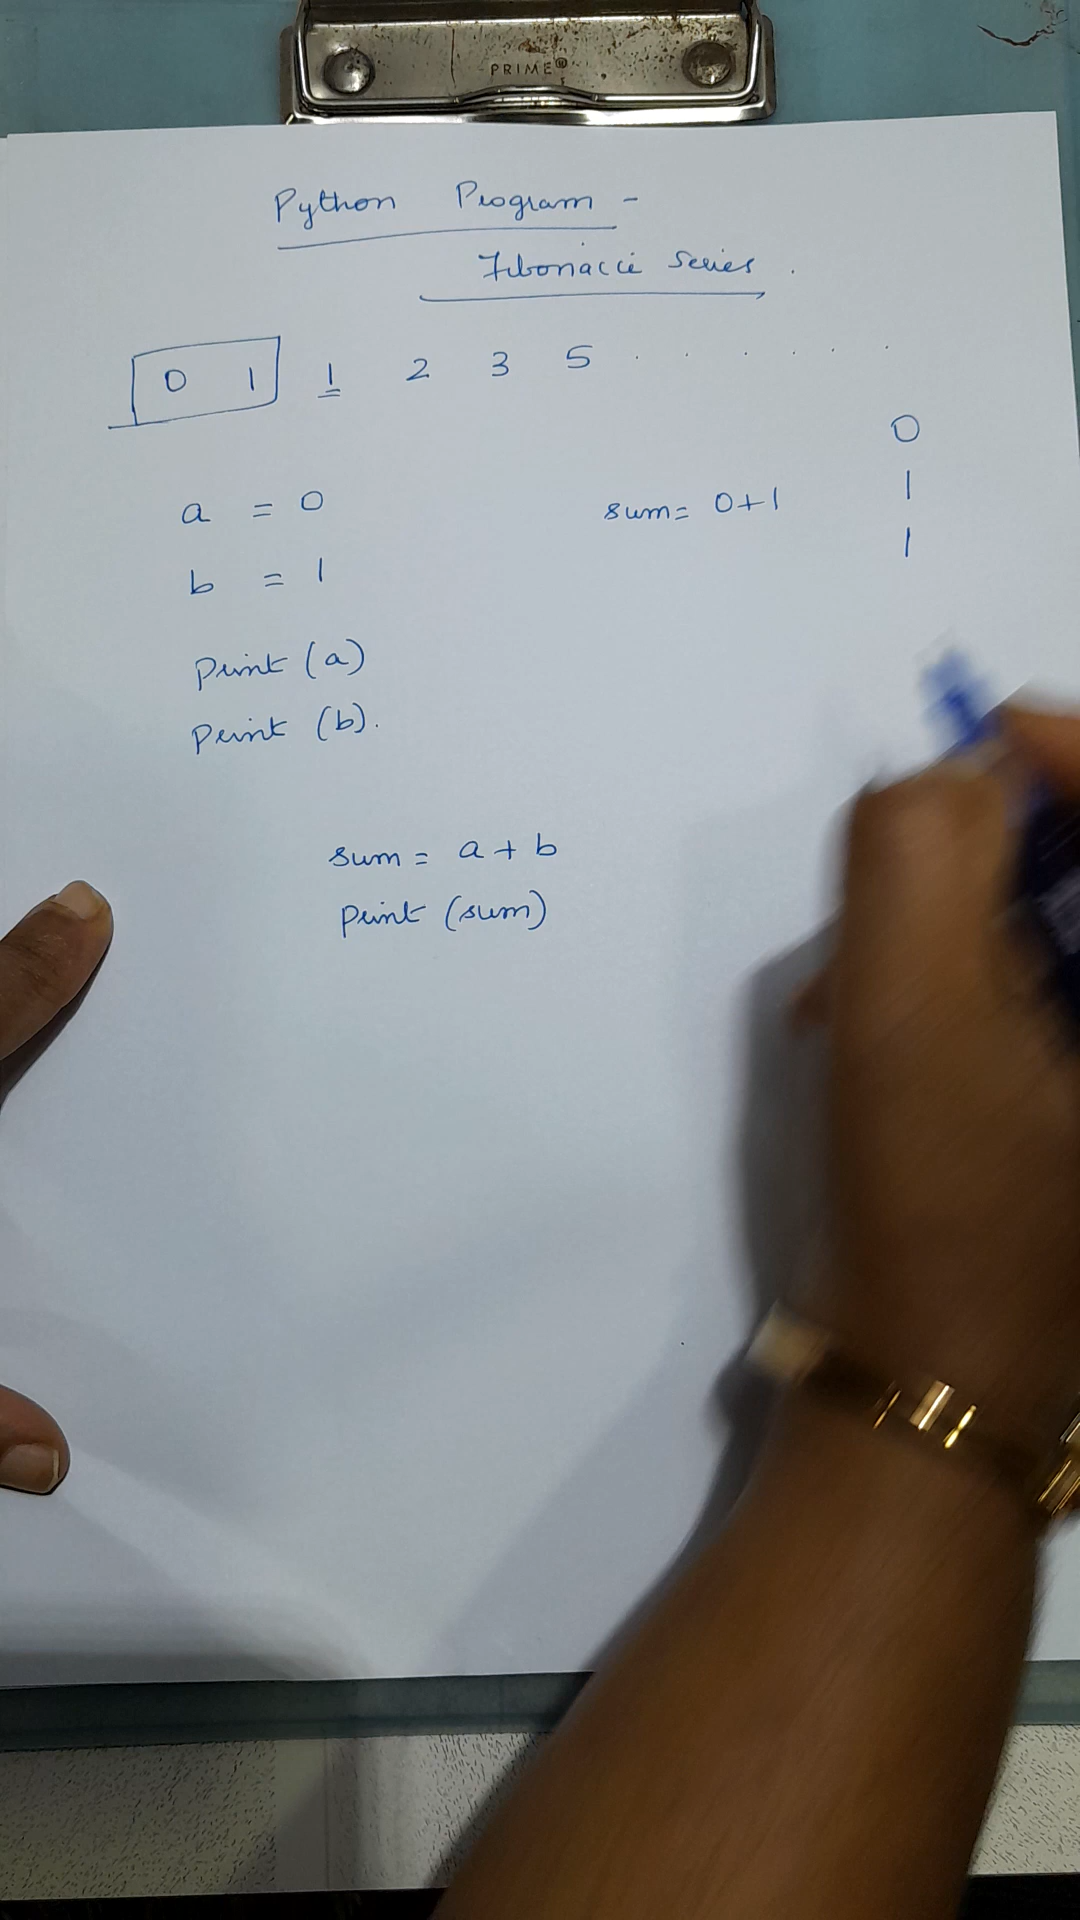 PRIME®
Python Program -
Fibonacci Series.
0 1 1 2 3 5 . . . . . .
a = 0
b = 1
print (a)
print (b).
sum = a + b
print (sum)
sum = 0+1
0
1
1